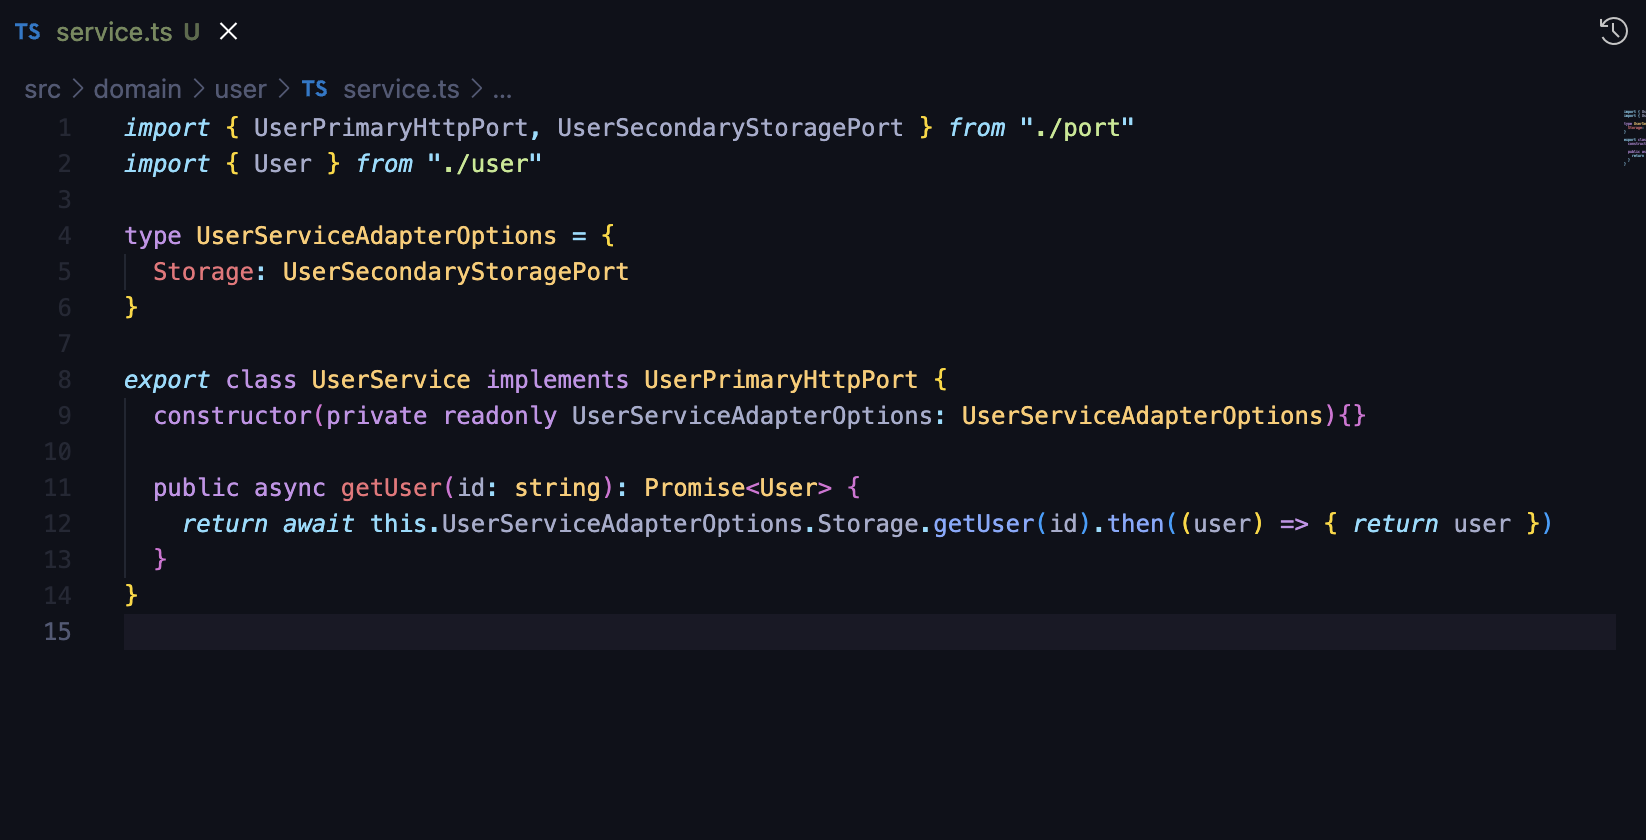 TS service.ts U
src > domain > user > TS service.ts > ...
1 import { UserPrimaryHttpPort, UserSecondaryStoragePort } from "./port"
2 import { User } from "./user"
3
4 type UserServiceAdapterOptions = {
5   Storage: UserSecondaryStoragePort
6 }
7
8 export class UserService implements UserPrimaryHttpPort {
9   constructor(private readonly UserServiceAdapterOptions: UserServiceAdapterOptions){}
10
11   public async getUser(id: string): Promise<User> {
12     return await this.UserServiceAdapterOptions.Storage.getUser(id).then((user) => { return user })
13   }
14 }
15